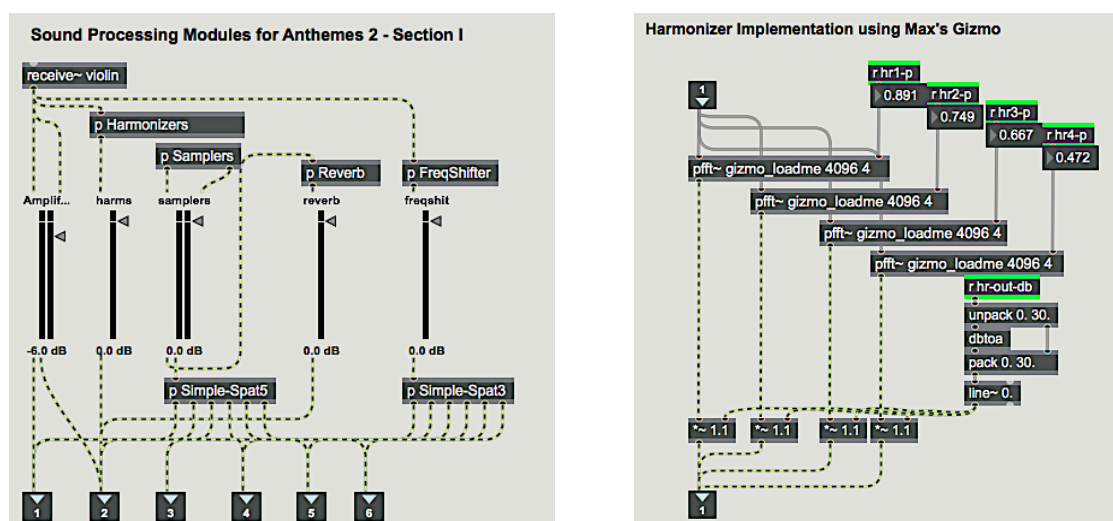 Sound Processing Modules for Anthemes 2 - Section I
receive~ violin
p Harmonizers
p Samplers
p Reverb
p FreqShifter
Amplif...
harms
samplers
reverb
freqshit
-6.0 dB
0.0 dB
0.0 dB
0.0 dB
0.0 dB
p Simple-Spat5
p Simple-Spat3
1
2
3
4
5
6
Harmonizer Implementation using Max's Gizmo
r hr1-p
1
0.891
r hr2-p
0.749
r hr3-p
0.667
r hr4-p
0.472
pfft~ gizmo_loadme 4096 4
pfft~ gizmo_loadme 4096 4
pfft~ gizmo_loadme 4096 4
pfft~ gizmo_loadme 4096 4
r hr-out-db
unpack 0. 30.
dbtoa
pack 0. 30.
line~ 0.
*~ 1.1
*~ 1.1
*~ 1.1
*~ 1.1
1